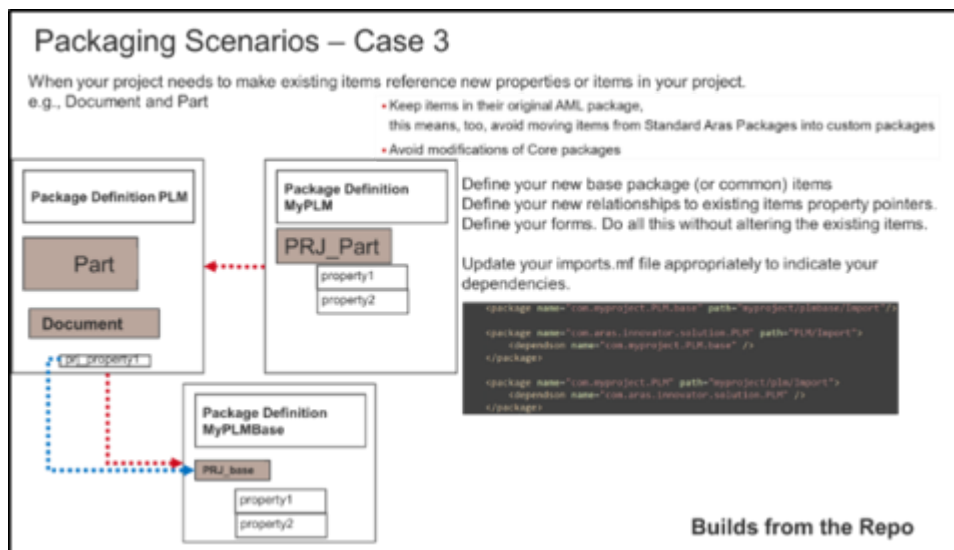 Packaging Scenarios – Case 3
When your project needs to make existing items reference new properties or items in your project.
e.g., Document and Part
• Keep items in their original AML package,
this means, too, avoid moving items from Standard Aras Packages into custom packages
• Avoid modifications of Core packages
Package Definition PLM
Part
Document
prj_property1
Package Definition
MyPLM
PRJ_Part
property1
property2
Define your new base package (or common) items
Define your new relationships to existing items property pointers.
Define your forms. Do all this without altering the existing items.
Update your imports.mf file appropriately to indicate your
dependencies.
<package name="com.myproject.PLM.base" path="myproject/plmbase/Import"/>
<package name="com.aras.innovator.solution.PLM" path="PLM/Import">
<dependson name="com.myproject.PLM.base" />
</package>
<package name="com.myproject.PLM" path="myproject/plm/Import">
<dependson name="com.aras.innovator.solution.PLM" />
</package>
Package Definition
MyPLMBase
PRJ_base
property1
property2
Builds from the Repo